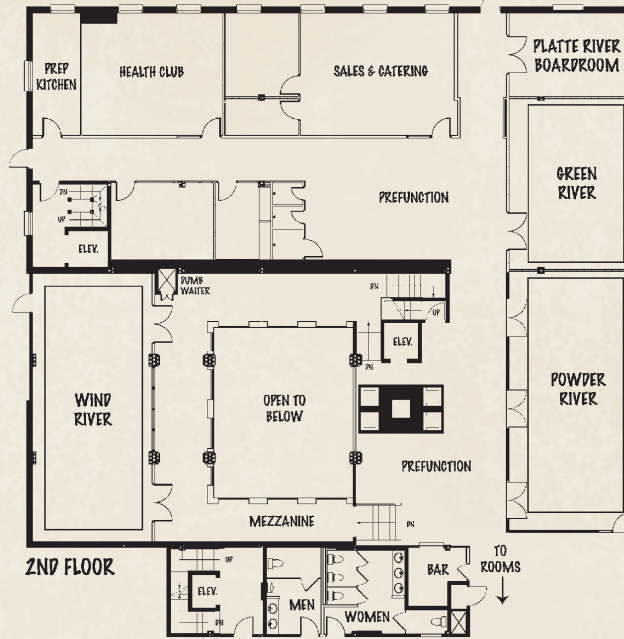 PREP
KITCHEN
HEALTH CLUB
SALES & CATERING
PLATTE RIVER
BOARDROOM
GREEN
RIVER
PREFUNCTION
DN
UP
ELEV.
DUMB
WAITER
DN
UP
ELEV.
DN
WIND
RIVER
OPEN TO
BELOW
POWDER
RIVER
PREFUNCTION
MEZZANINE
DN
2ND FLOOR
UP
ELEV.
DN
MEN
WOMEN
BAR
TO
ROOMS